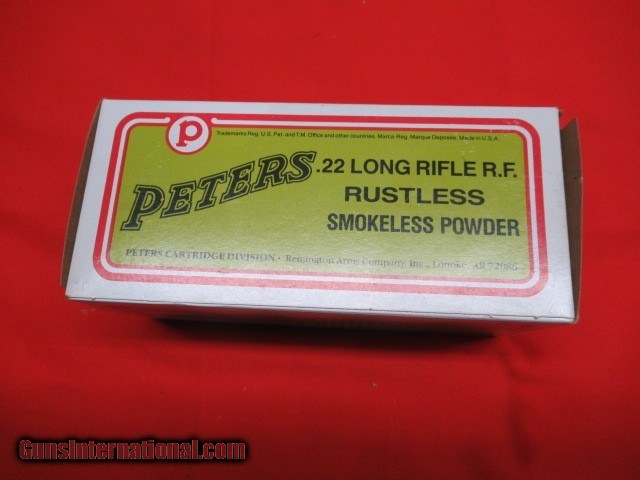 P
Trademarks Reg. U.S. Pat. and T.M. Office and other countries. Marca Reg. Marque Deposée. Made in U.S.A.
PETERS
.22 LONG RIFLE R.F.
RUSTLESS
SMOKELESS POWDER
PETERS CARTRIDGE DIVISION • Remington Arms Company, Inc., Lonoke, AR 72086
GunsInternational.com